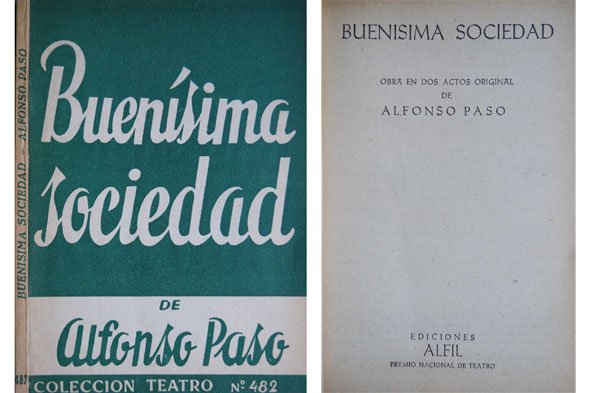 BUENISIMA SOCIEDAD - ALFONSO PASO
482
Buenísima
sociedad
DE
Alfonso Paso
COLECCION TEATRO Nº 482
BUENISIMA SOCIEDAD
OBRA EN DOS ACTOS ORIGINAL
DE
ALFONSO PASO
EDICIONES
ALFIL
PREMIO NACIONAL DE TEATRO